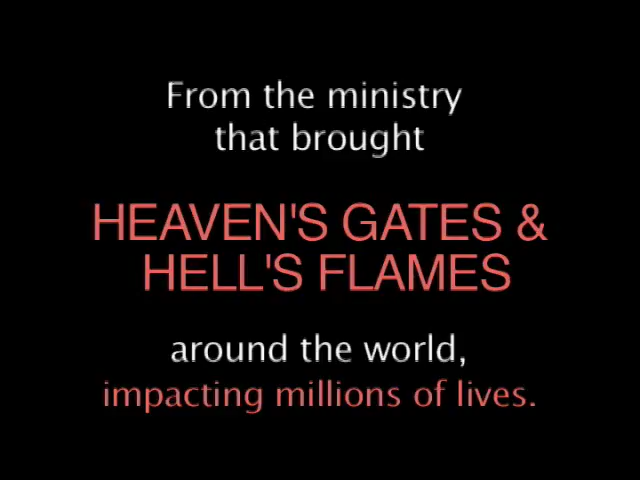 From the ministry
that brought
HEAVEN'S GATES &
HELL'S FLAMES
around the world,
impacting millions of lives.